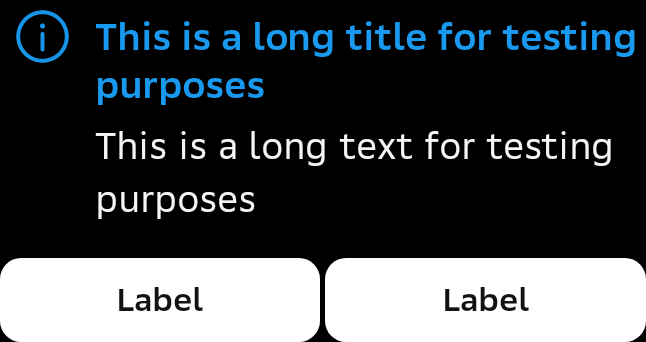 This is a long title for testing
purposes
This is a long text for testing
purposes
Label
Label